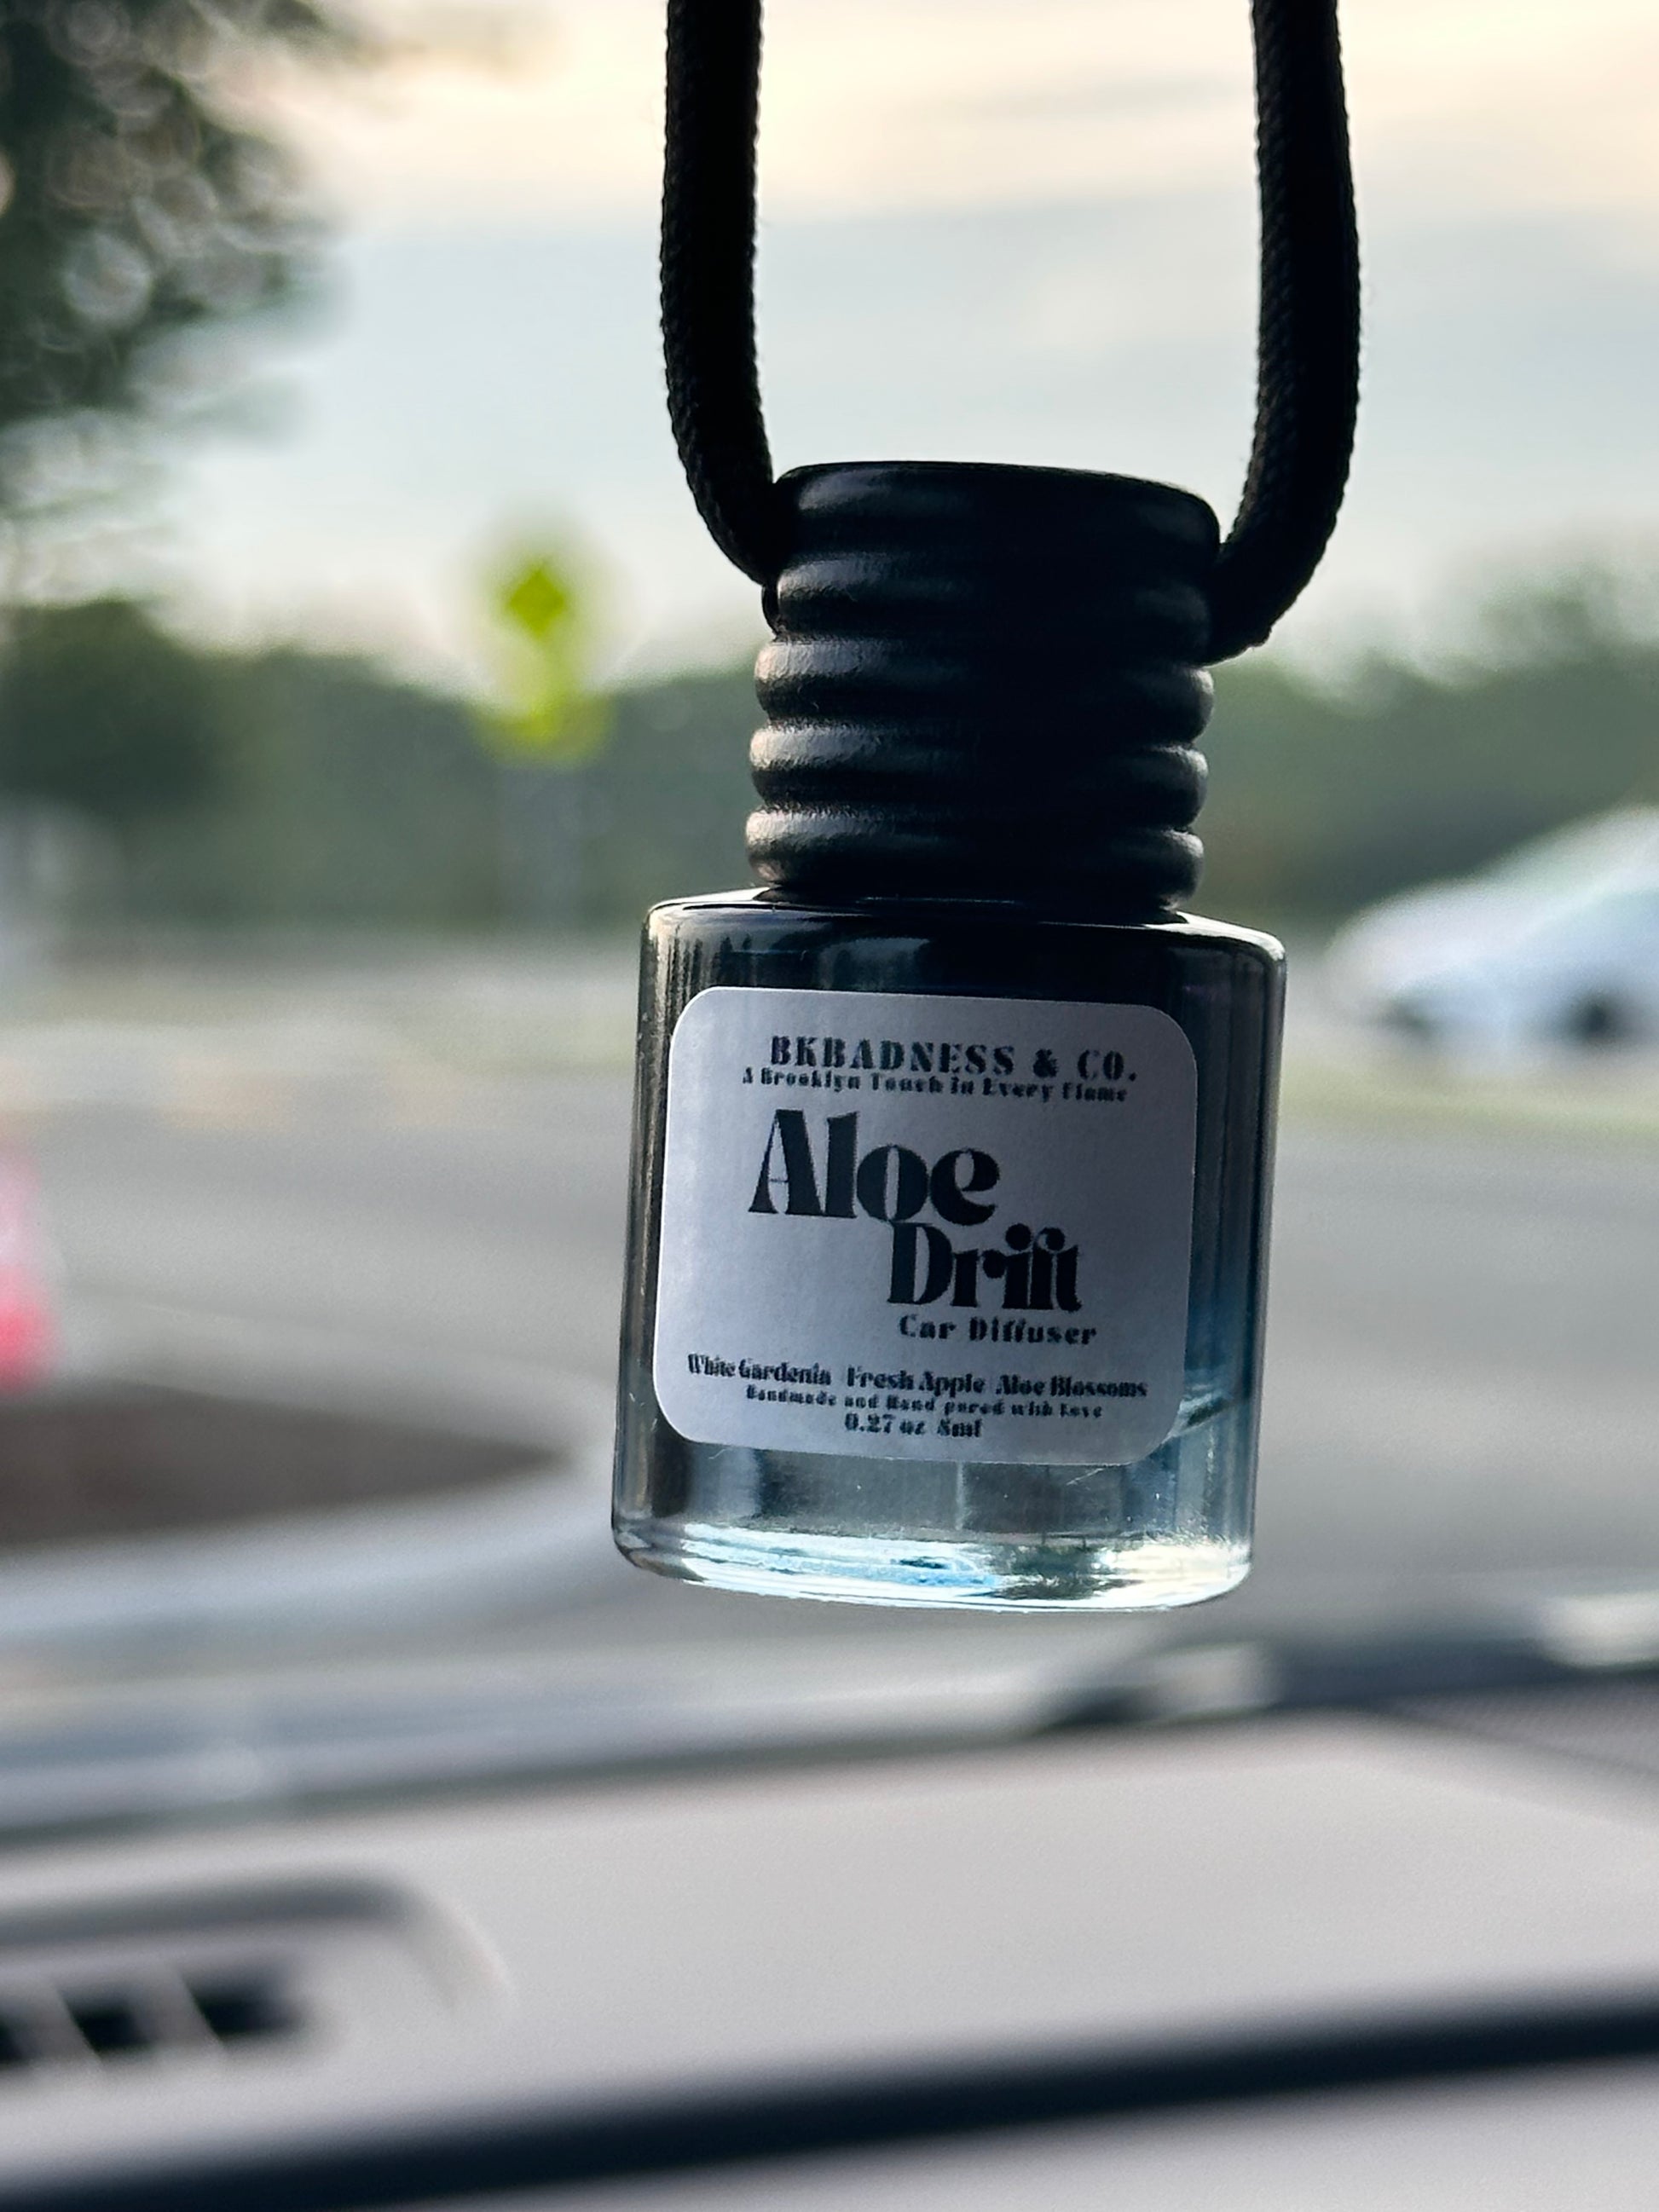 BKBADNESS & CO.
A Brooklyn Touch in Every Flame
Aloe
Drift
Car Diffuser
White Gardenia Fresh Apple Aloe Blossoms
Handmade and Hand pured with Love
0.27 oz 8ml